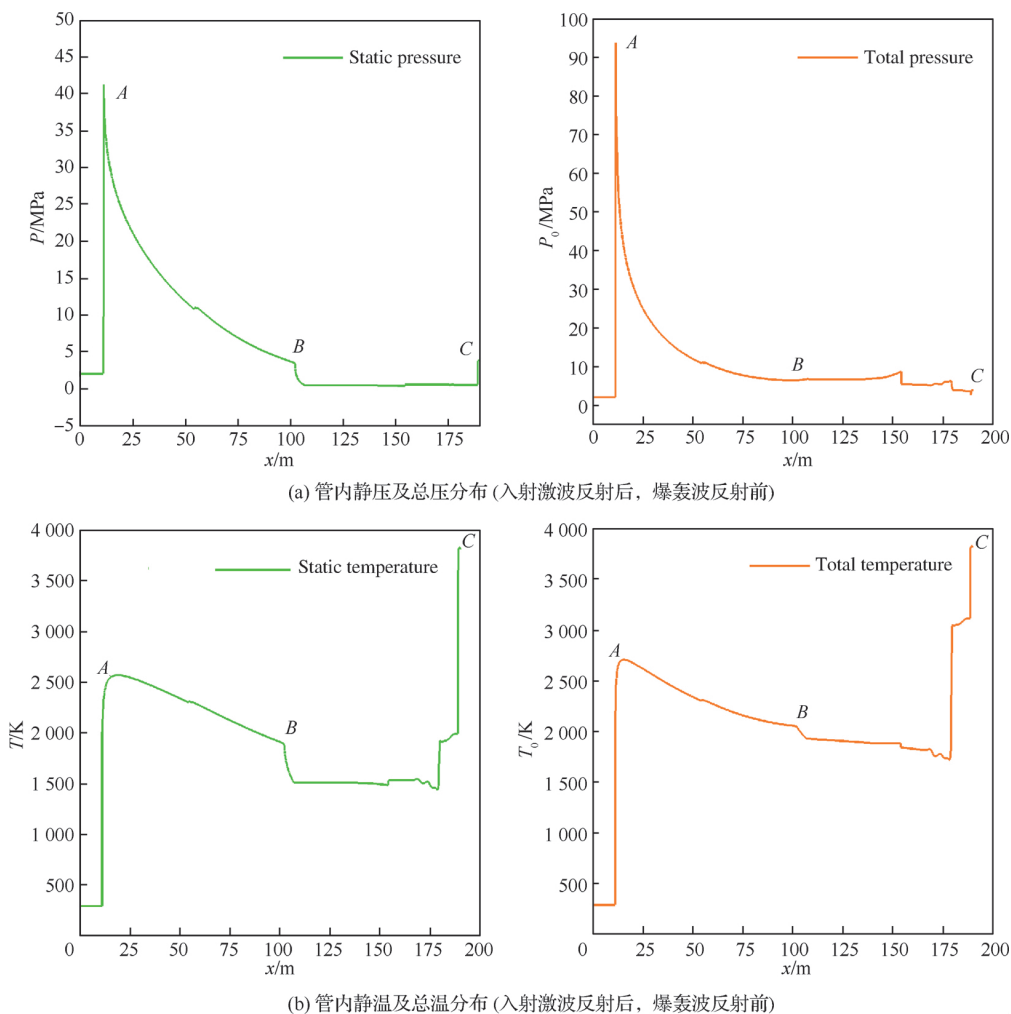 50
45
40
35
30
25
20
15
10
5
0
−5
P/MPa
A
B
C
Static pressure
0
25
50
75
100
125
150
175
x/m
100
90
80
70
60
50
40
30
20
10
0
P0/MPa
A
B
C
Total pressure
0
25
50
75
100
125
150
175
200
x/m
(a) 管内静压及总压分布 (入射激波反射后，爆轰波反射前)
4 000
3 500
3 000
2 500
2 000
1 500
1 000
500
0
T/K
A
B
C
Static temperature
25
50
75
100
125
150
175
200
x/m
4 000
3 500
3 000
2 500
2 000
1 500
1 000
500
0
T0/K
A
B
C
Total temperature
25
50
75
100
125
150
175
200
x/m
(b) 管内静温及总温分布 (入射激波反射后，爆轰波反射前)